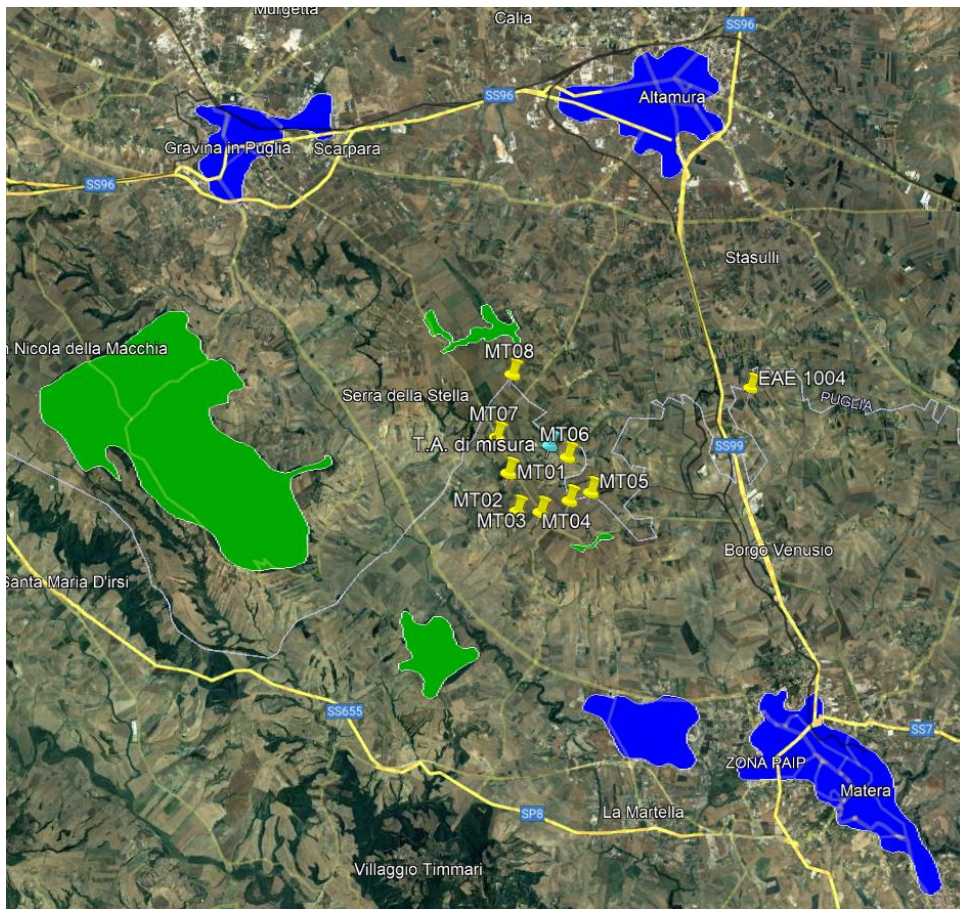 Murgetta
Calia
SS96
SS96
Altamura
Gravina in Puglia
Scarpara
SS96
Stasulli
n Nicola della Macchia
MT08
EAE 1004
Serra della Stella
PUGLIA
MT07
T.A. di misura
MT06
SS99
MT01
MT05
MT02
MT03
MT04
Borgo Venusio
Santa Maria D'irsi
SS655
SS7
ZONA PAIP
Matera
SP8
La Martella
Villaggio Timmari